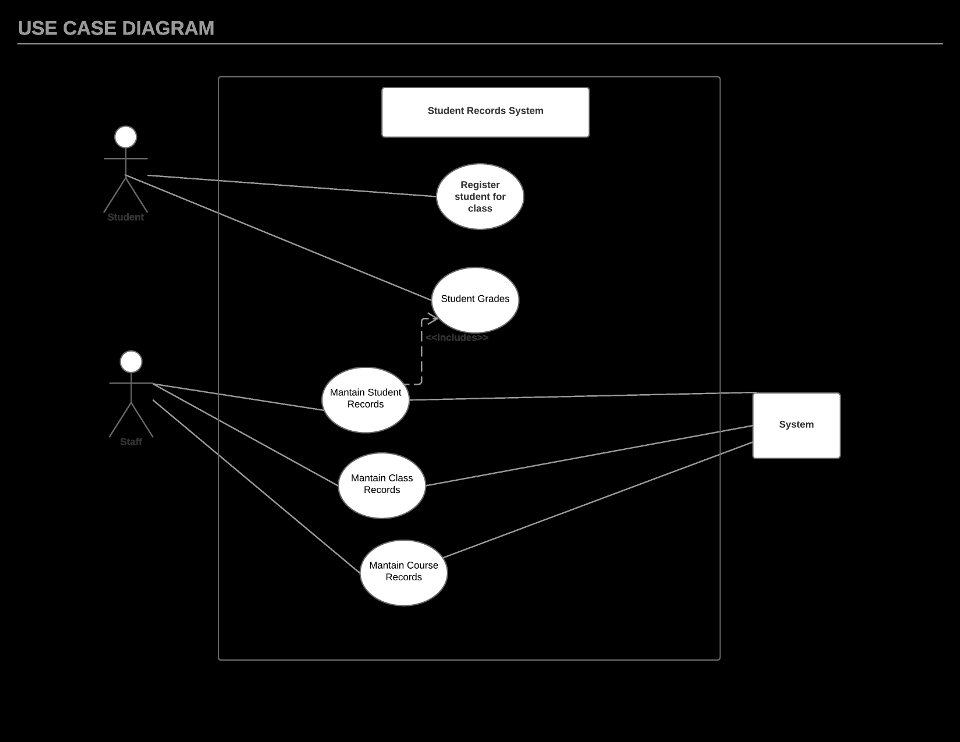 USE CASE DIAGRAM
Student Records System
Register
student for
class
Student
Student Grades
<<includes>>
Mantain Student
Records
System
Staff
Mantain Class
Records
Mantain Course
Records